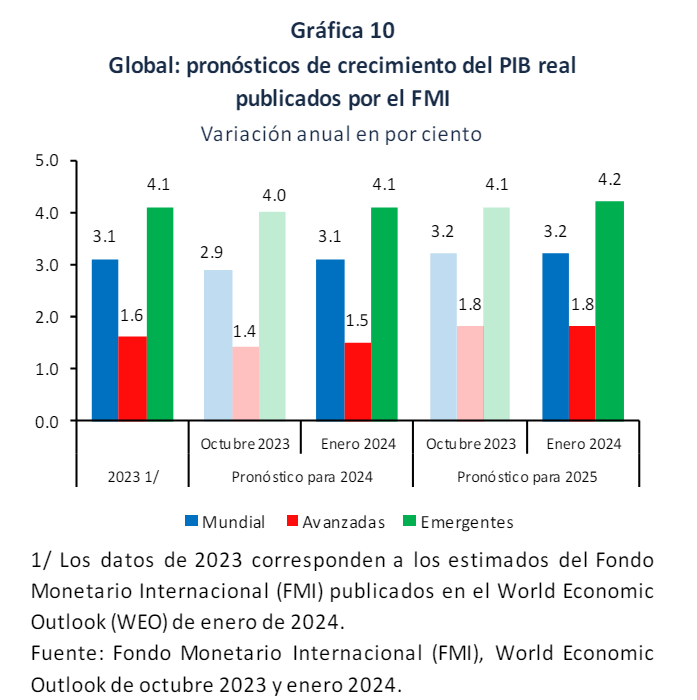 Gráfica 10
Global: pronósticos de crecimiento del PIB real
publicados por el FMI
Variación anual en por ciento
5.0
4.0
3.0
2.0
1.0
0.0
3.1
1.6
4.1
2.9
1.4
4.0
3.1
1.5
4.1
3.2
1.8
4.1
3.2
1.8
4.2
Octubre 2023
Enero 2024
Octubre 2023
Enero 2024
2023 1/
Pronóstico para 2024
Pronóstico para 2025
Mundial
Avanzadas
Emergentes
1/ Los datos de 2023 corresponden a los estimados del Fondo
Monetario Internacional (FMI) publicados en el World Economic
Outlook (WEO) de enero de 2024.
Fuente: Fondo Monetario Internacional (FMI), World Economic
Outlook de octubre 2023 y enero 2024.